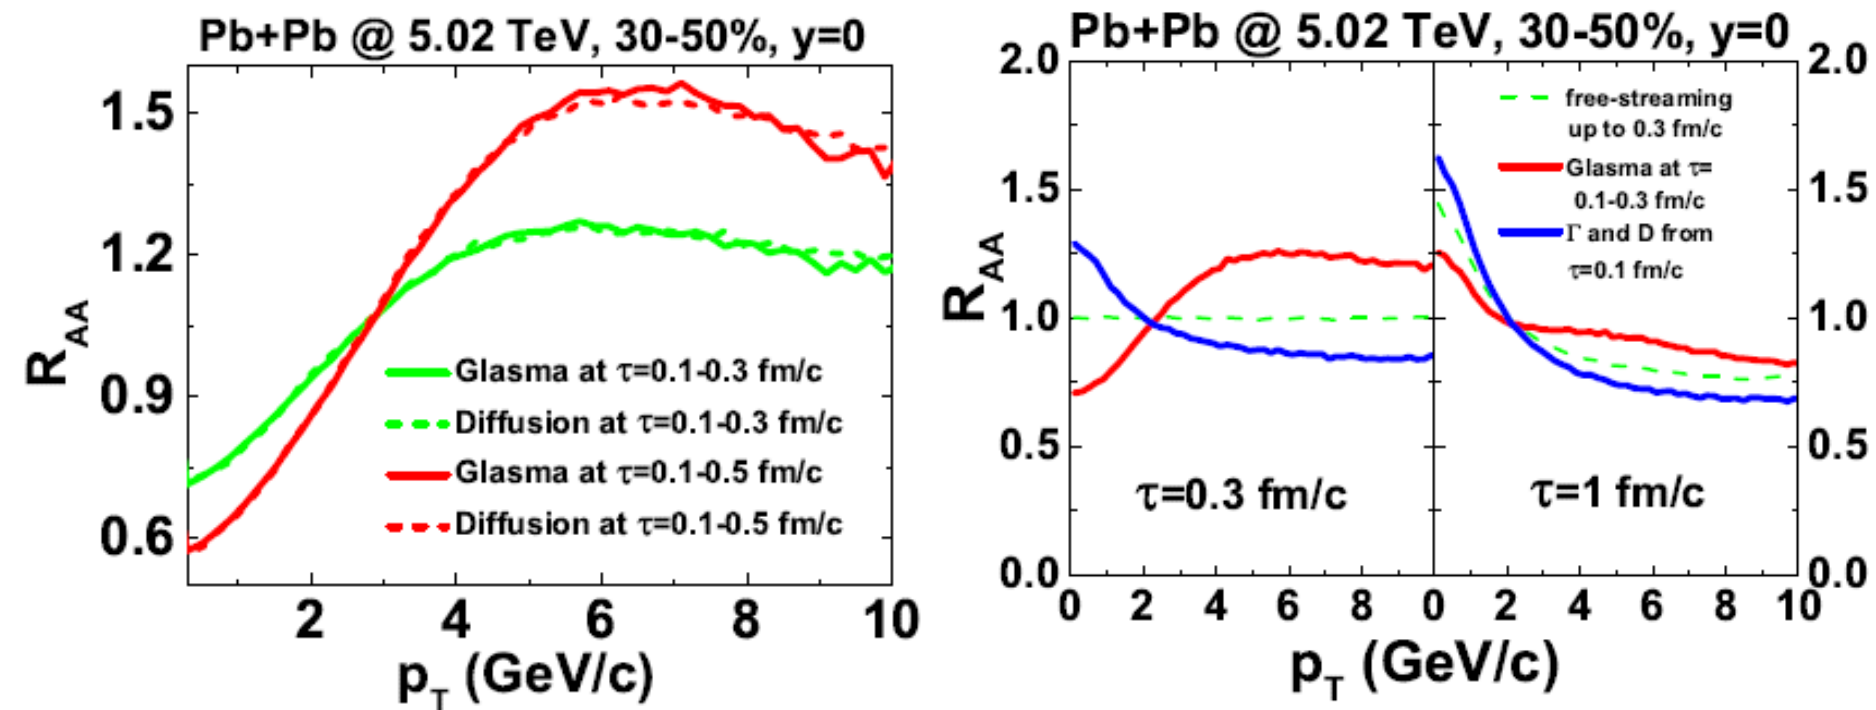 Pb+Pb @ 5.02 TeV, 30-50%, y=0
1.5
1.2
0.9
0.6
R_AA
Glasma at τ=0.1-0.3 fm/c
Diffusion at τ=0.1-0.3 fm/c
Glasma at τ=0.1-0.5 fm/c
Diffusion at τ=0.1-0.5 fm/c
2 4 6 8 10
p_T (GeV/c)
Pb+Pb @ 5.02 TeV, 30-50%, y=0
2.0
1.5
1.0
0.5
0.0
R_AA
τ=0.3 fm/c
free-streaming
up to 0.3 fm/c
Glasma at τ=
0.1-0.3 fm/c
Γ and D from
τ=0.1 fm/c
τ=1 fm/c
2.0
1.5
1.0
0.5
0.0
0 2 4 6 8 0 2 4 6 8 10
p_T (GeV/c)